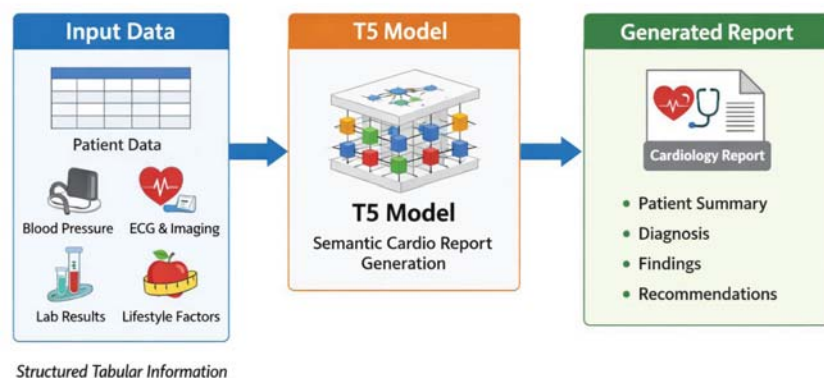 Input Data
Patient Data
Blood Pressure
ECG & Imaging
Lab Results
Lifestyle Factors
Structured Tabular Information
T5 Model
T5 Model
Semantic Cardio Report
Generation
Generated Report
Cardiology Report
• Patient Summary
• Diagnosis
• Findings
• Recommendations